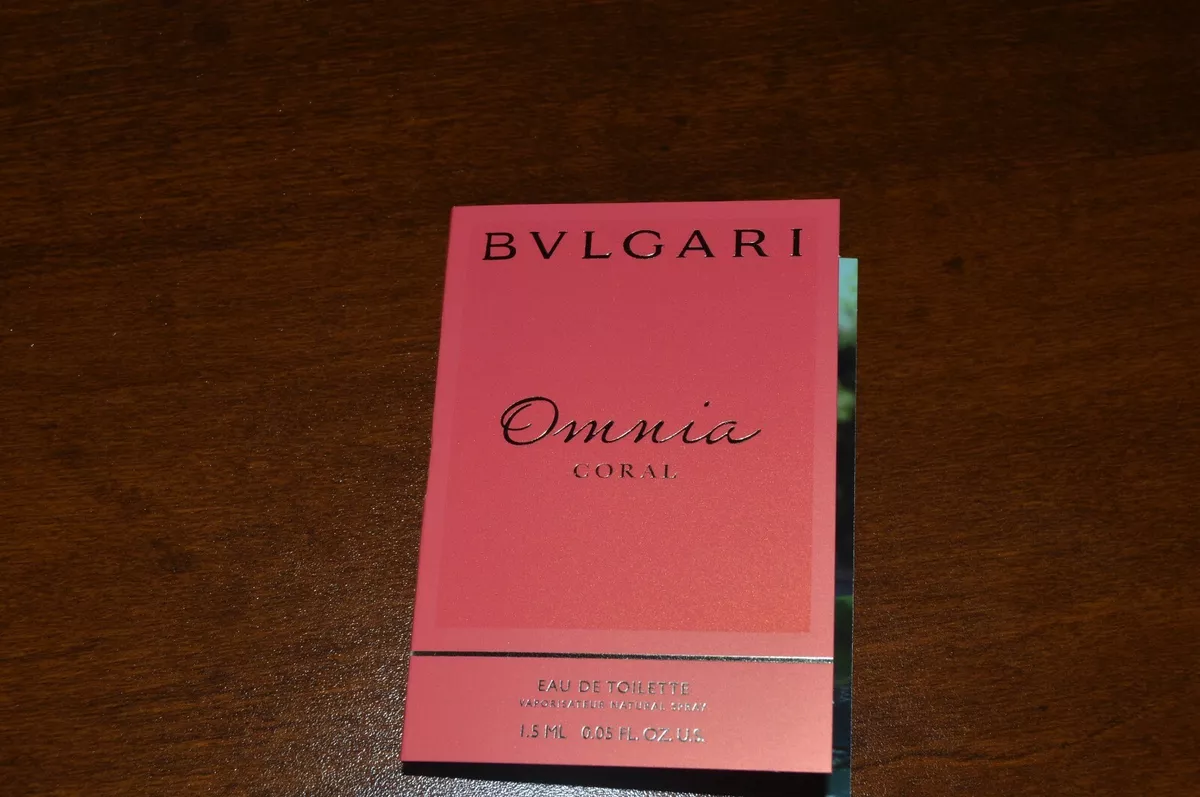 BVLGARI
Omnia
CORAL
EAU DE TOILETTE
VAPORISATEUR NATURAL SPRAY
1.5 ML 0.05 FL. OZ. U.S.